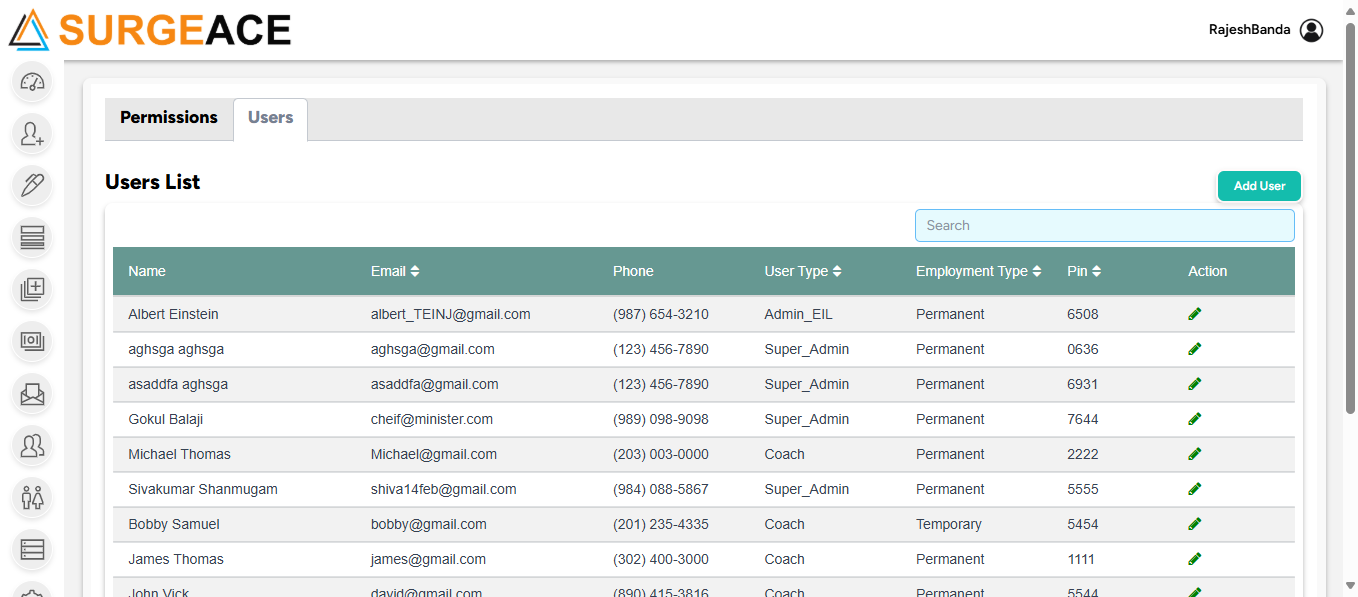 SURGEACE
RajeshBanda
Permissions Users
Users List
Add User
Search
Name Email Phone User Type Employment Type Pin Action
Albert Einstein albert_TEINJ@gmail.com (987) 654-3210 Admin_EIL Permanent 6508
aghsga aghsga aghsga@gmail.com (123) 456-7890 Super_Admin Permanent 0636
asaddfa aghsga asaddfa@gmail.com (123) 456-7890 Super_Admin Permanent 6931
Gokul Balaji cheif@minister.com (989) 098-9098 Super_Admin Permanent 7644
Michael Thomas Michael@gmail.com (203) 003-0000 Coach Permanent 2222
Sivakumar Shanmugam shiva14feb@gmail.com (984) 088-5867 Super_Admin Permanent 5555
Bobby Samuel bobby@gmail.com (201) 235-4335 Coach Temporary 5454
James Thomas james@gmail.com (302) 400-3000 Coach Permanent 1111
John Vick david@gmail.com (890) 415-3816 Coach Permanent 5544